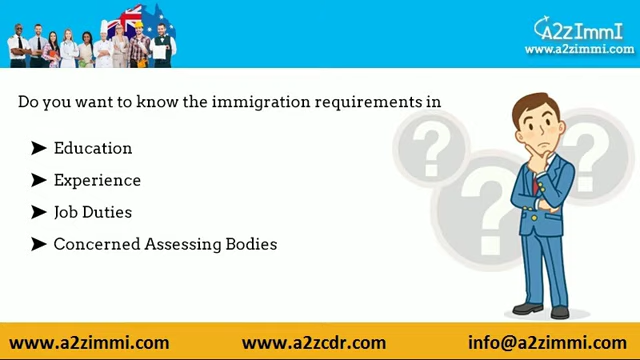 A2ZImmI
www.a2zimmi.com
Do you want to know the immigration requirements in
Education
Experience
Job Duties
Concerned Assessing Bodies
? ? ?
www.a2zimmi.com www.a2zcdr.com info@a2zimmi.com